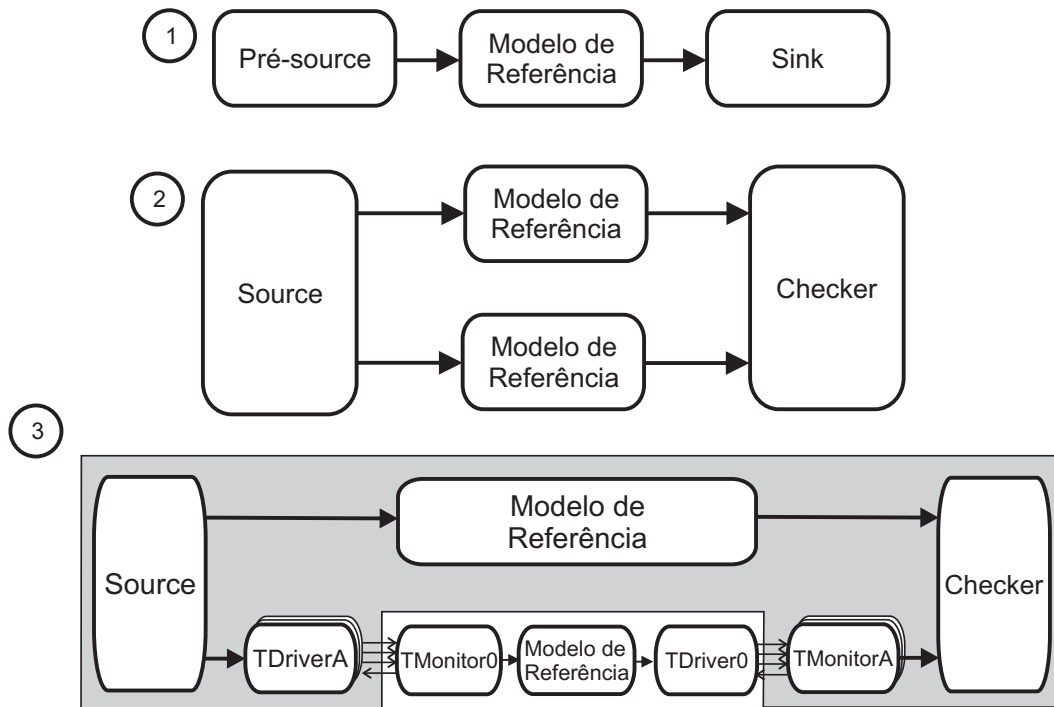 1
Pré-source
Modelo de
Referência
Sink
2
Source
Modelo de
Referência
Modelo de
Referência
Checker
3
Source
Modelo de
Referência
Checker
TDriverA
TMonitor0
Modelo de
Referência
TDriver0
TMonitorA